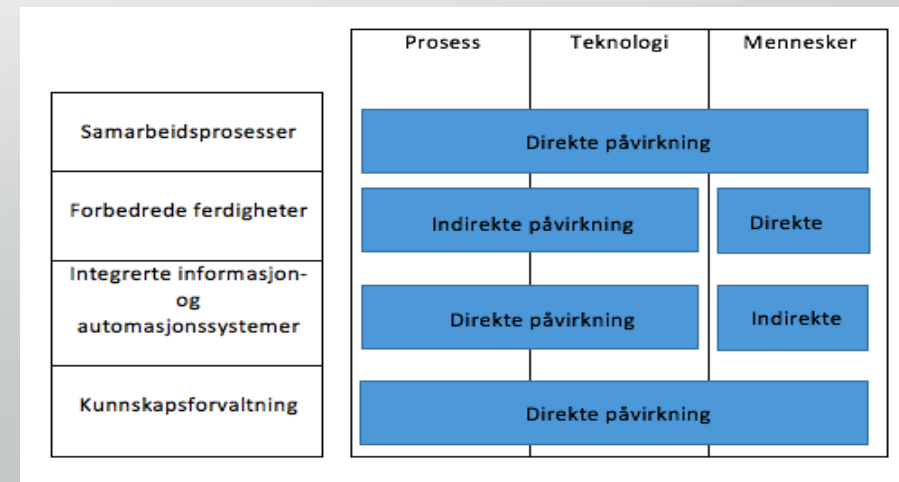 Prosess Teknologi Mennesker
Samarbeidsprosesser
Direkte påvirkning
Forbedrede ferdigheter
Indirekte påvirkning
Direkte
Integrerte informasjon-
og
automasjonssystemer
Direkte påvirkning
Indirekte
Kunnskapsforvaltning
Direkte påvirkning